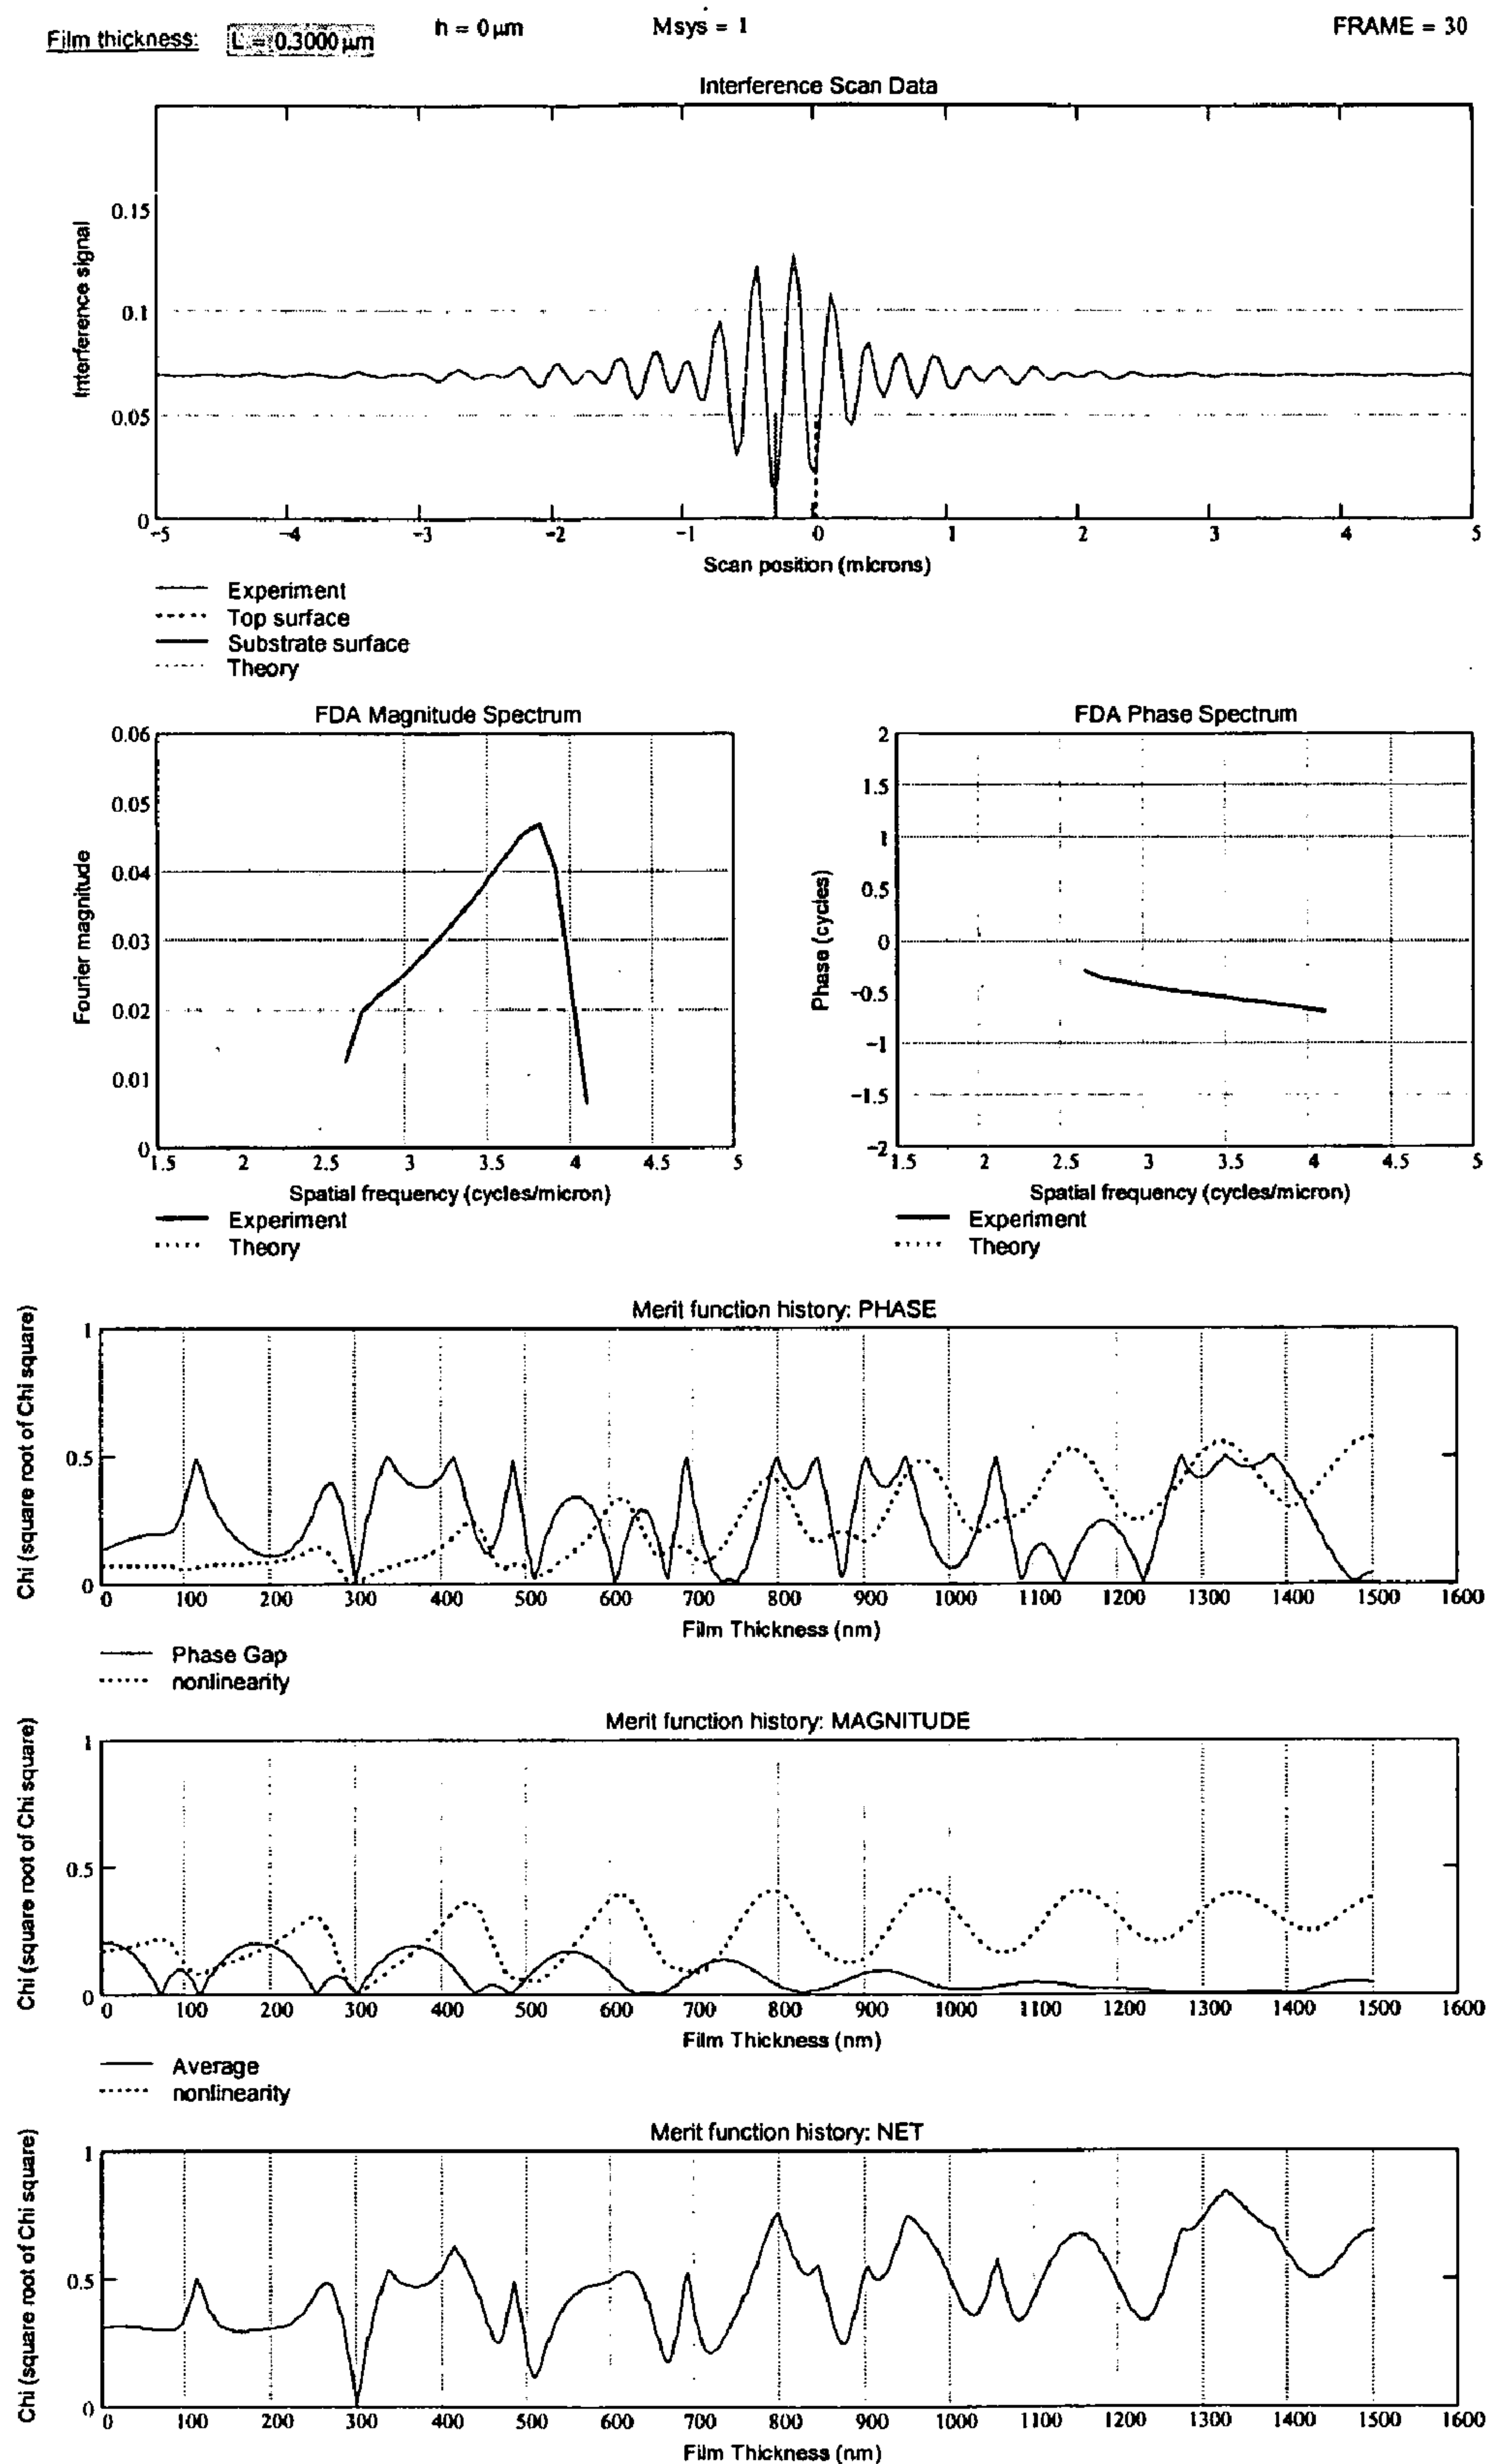 Film thickness: L = 0.3000 µm h = 0 µm Msys = 1 FRAME = 30
Interference Scan Data
Interference signal
0.15
0.1
0.05
0
−5 −4 −3 −2 −1 0 1 2 3 4 5
Scan position (microns)
Experiment
Top surface
Substrate surface
Theory
FDA Magnitude Spectrum
Fourier magnitude
0.06
0.05
0.04
0.03
0.02
0.01
0
1.5 2 2.5 3 3.5 4 4.5 5
Spatial frequency (cycles/micron)
Experiment
Theory
FDA Phase Spectrum
Phase (cycles)
2
1.5
1
0.5
0
−0.5
−1
−1.5
−2
1.5 2 2.5 3 3.5 4 4.5 5
Spatial frequency (cycles/micron)
Experiment
Theory
Merit function history: PHASE
Chi (square root of Chi square)
1
0.5
0
0 100 200 300 400 500 600 700 800 900 1000 1100 1200 1300 1400 1500 1600
Film Thickness (nm)
Phase Gap
nonlinearity
Merit function history: MAGNITUDE
Chi (square root of Chi square)
1
0.5
0
0 100 200 300 400 500 600 700 800 900 1000 1100 1200 1300 1400 1500 1600
Film Thickness (nm)
Average
nonlinearity
Merit function history: NET
Chi (square root of Chi square)
1
0.5
0
0 100 200 300 400 500 600 700 800 900 1000 1100 1200 1300 1400 1500 1600
Film Thickness (nm)